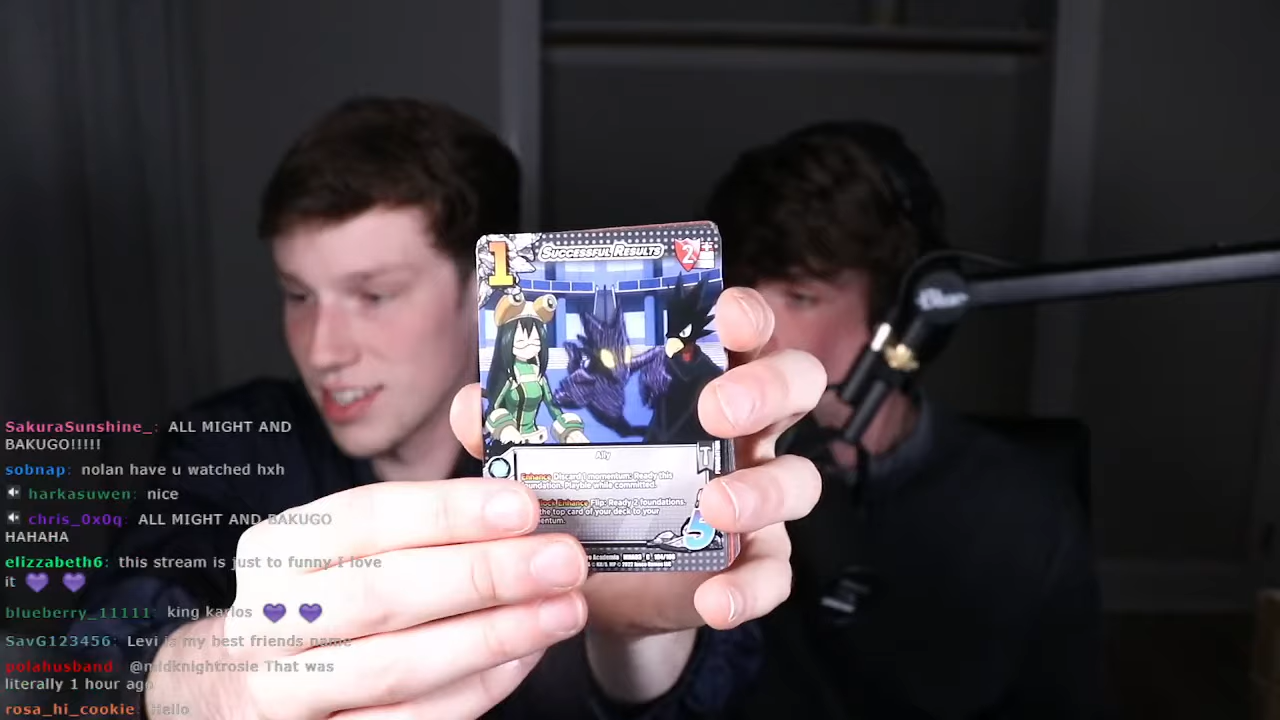 1
SUCCESSFUL RESULTS
2
Ally
Enhance Discard 1 momentum: Ready this
foundation. Playable while committed.
Enhance Flip: Ready 2 foundations.
the top card of your deck to your
5
SakuraSunshine_: ALL MIGHT AND
BAKUGO!!!!!
sobnap: nolan have u watched hxh
harkasuwen: nice
chris_0x0q: ALL MIGHT AND BAKUGO
HAHAHA
elizzabeth6: this stream is just to funny I love
it
blueberry_11111: king karlos
SavG123456: Levi is my best friends name
polahusband: @midknightrosie That was
literally 1 hour ago
rosa_hi_cookie: Hello